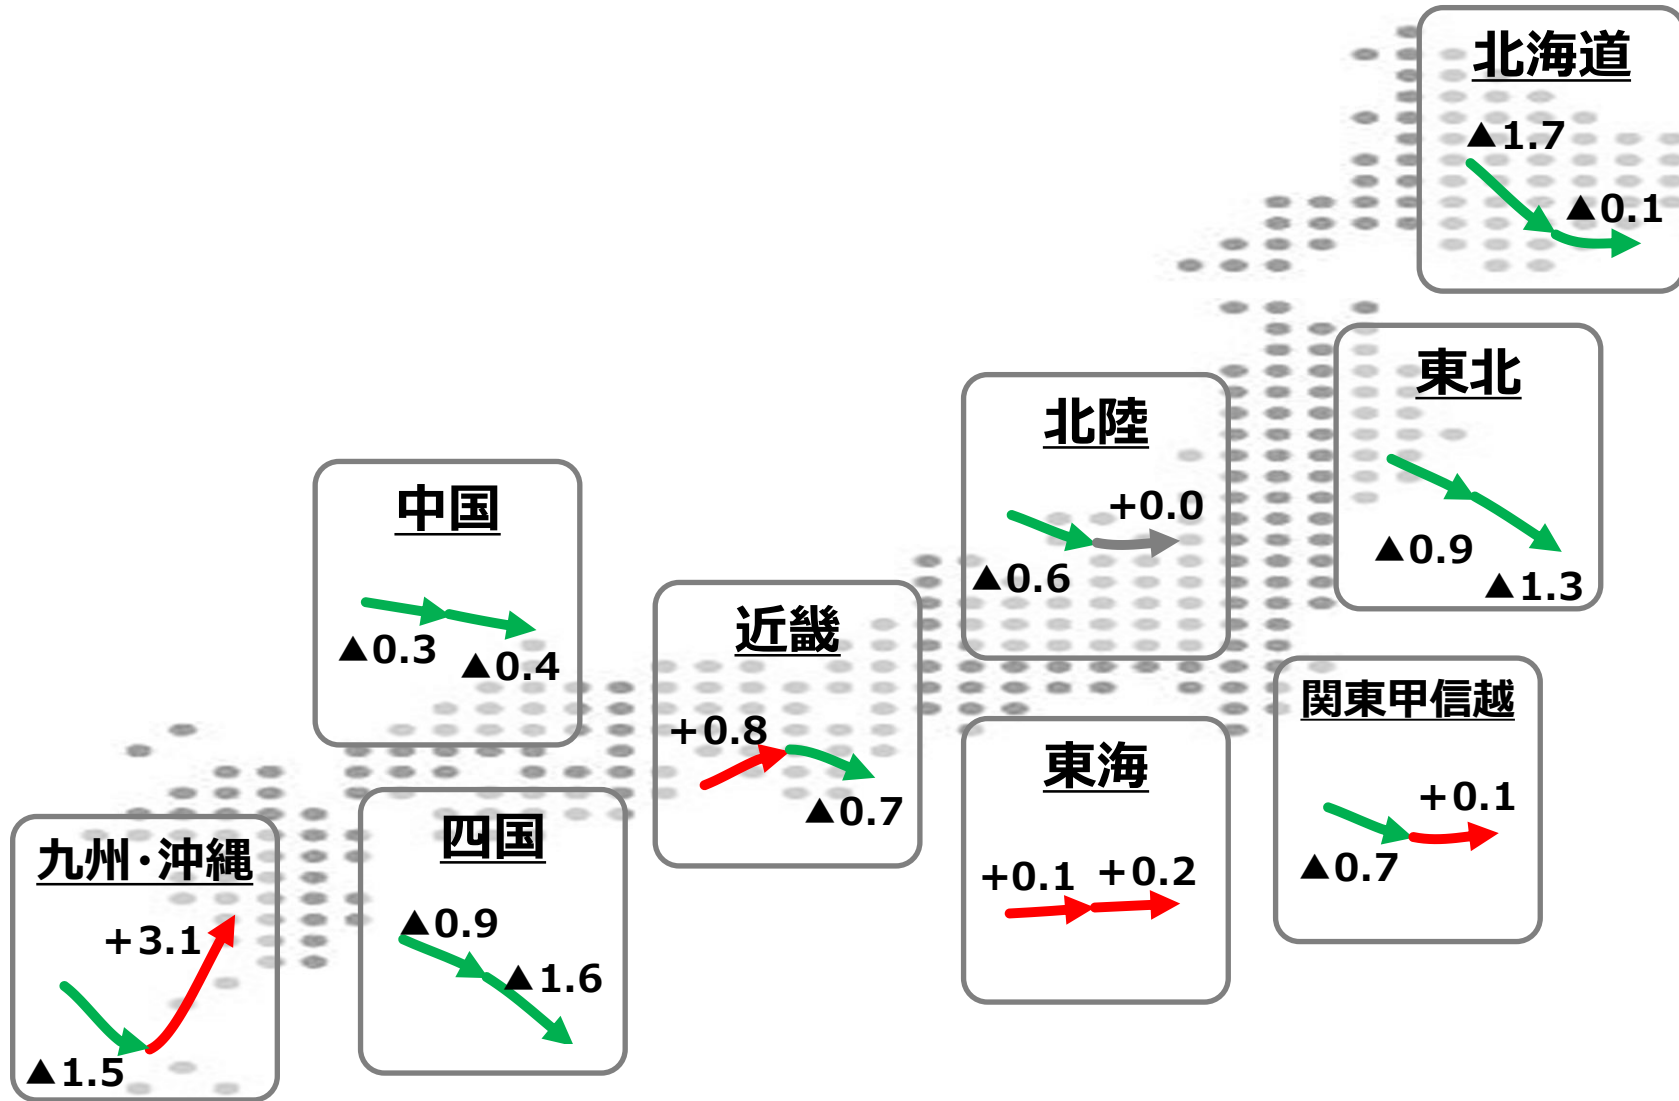 北海道
▲1.7
▲0.1
東北
▲0.9
▲1.3
北陸
+0.0
▲0.6
中国
▲0.3
▲0.4
近畿
+0.8
▲0.7
関東甲信越
+0.1
▲0.7
東海
+0.1
+0.2
四国
▲0.9
▲1.6
九州・沖縄
+3.1
▲1.5